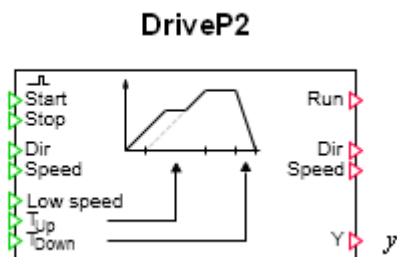 DriveP2
Start
Run
Stop
Dir
Dir
Speed
Speed
Low speed
TUp
TDown
Y
y